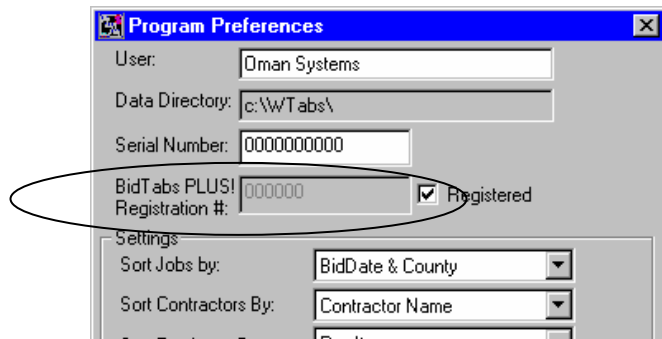 Program Preferences
User: Oman Systems
Data Directory: c:\WTabs\
Serial Number: 0000000000
BidTabs PLUS!
Registration #: 000000 Registered
Settings
Sort Jobs by: BidDate & County
Sort Contractors By: Contractor Name